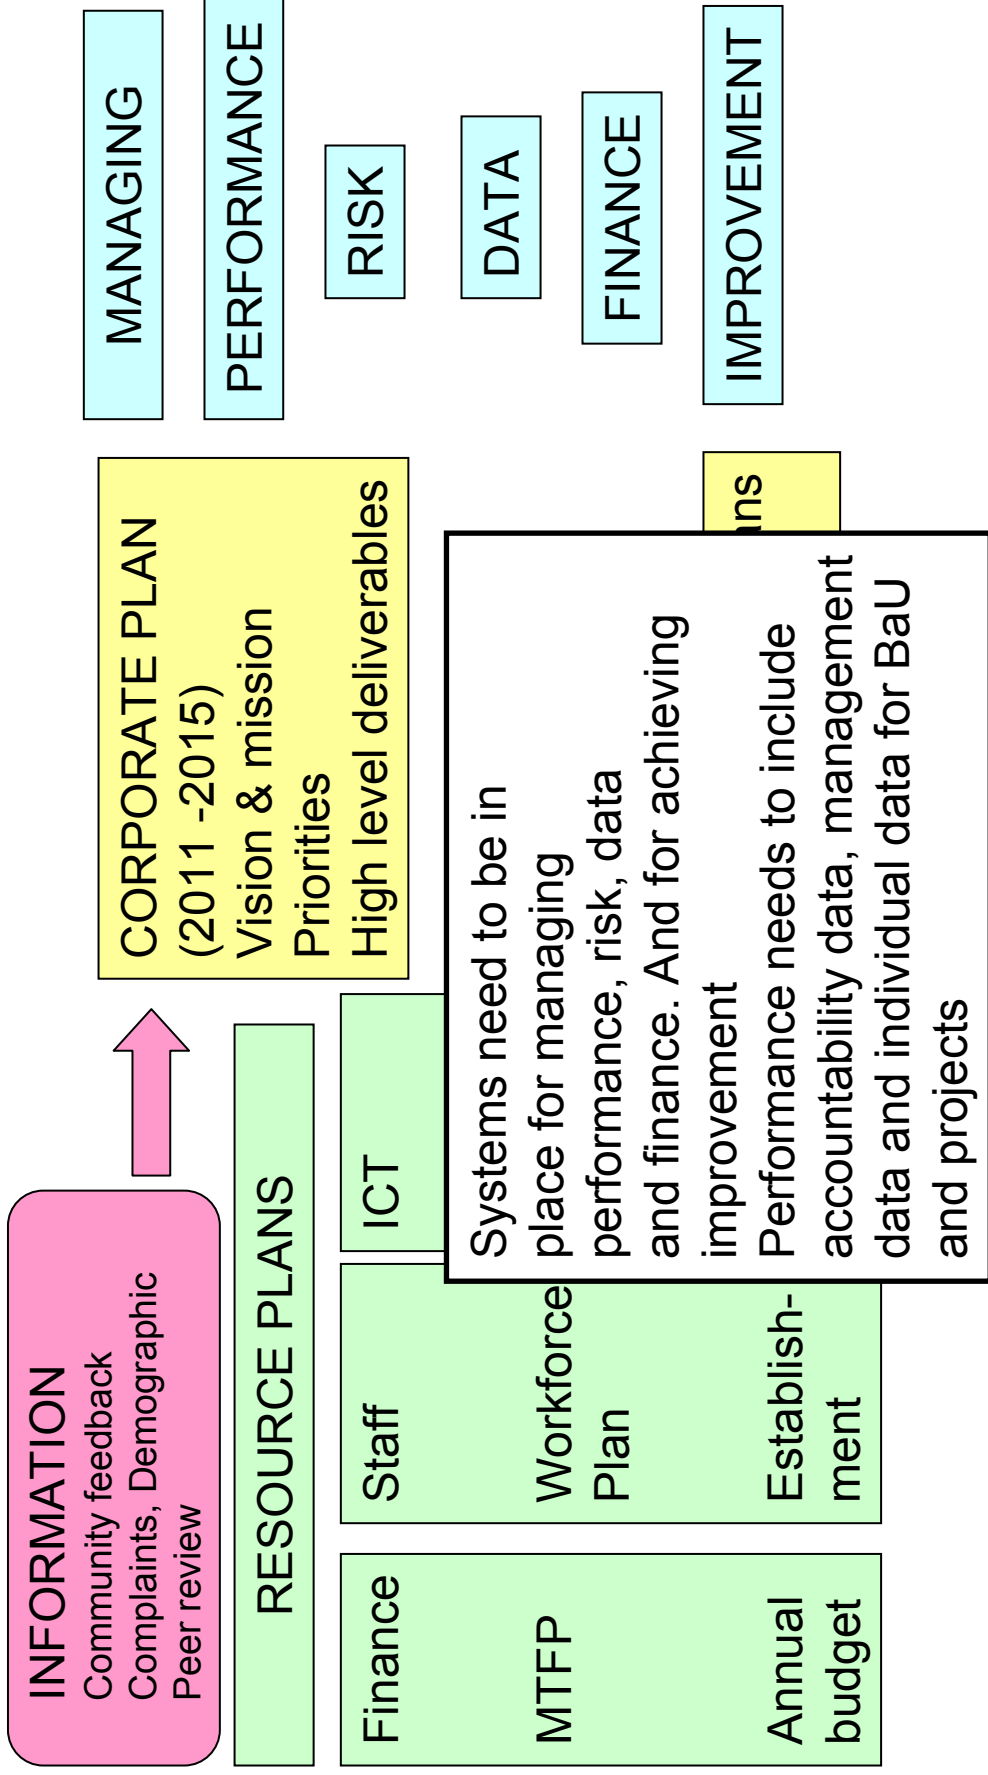 INFORMATION
Community feedback
Complaints, Demographic
Peer review
RESOURCE PLANS
Finance
MTFP
Annual
budget
Staff
Workforce
Plan
Establish-
ment
ICT
CORPORATE PLAN
(2011 -2015)
Vision & mission
Priorities
High level deliverables
Systems need to be in
place for managing
performance, risk, data
and finance. And for achieving
improvement
Performance needs to include
accountability data, management
data and individual data for BaU
and projects
MANAGING
PERFORMANCE
RISK
DATA
FINANCE
IMPROVEMENT